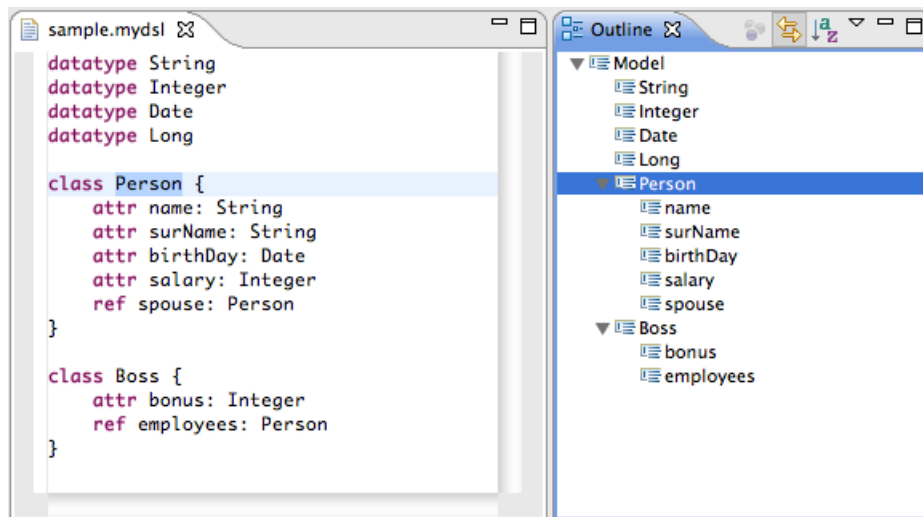 sample.mydsl
datatype String
datatype Integer
datatype Date
datatype Long
class Person {
attr name: String
attr surName: String
attr birthDay: Date
attr salary: Integer
ref spouse: Person
}
class Boss {
attr bonus: Integer
ref employees: Person
}
Outline
a
z
Model
String
Integer
Date
Long
Person
name
surName
birthDay
salary
spouse
Boss
bonus
employees